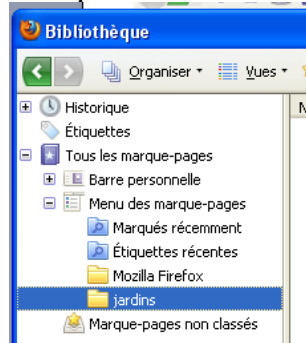 Bibliothèque
Organiser Vues
Historique
Étiquettes
Tous les marque-pages
Barre personnelle
Menu des marque-pages
Marqués récemment
Étiquettes récentes
Mozilla Firefox
jardins
Marque-pages non classés